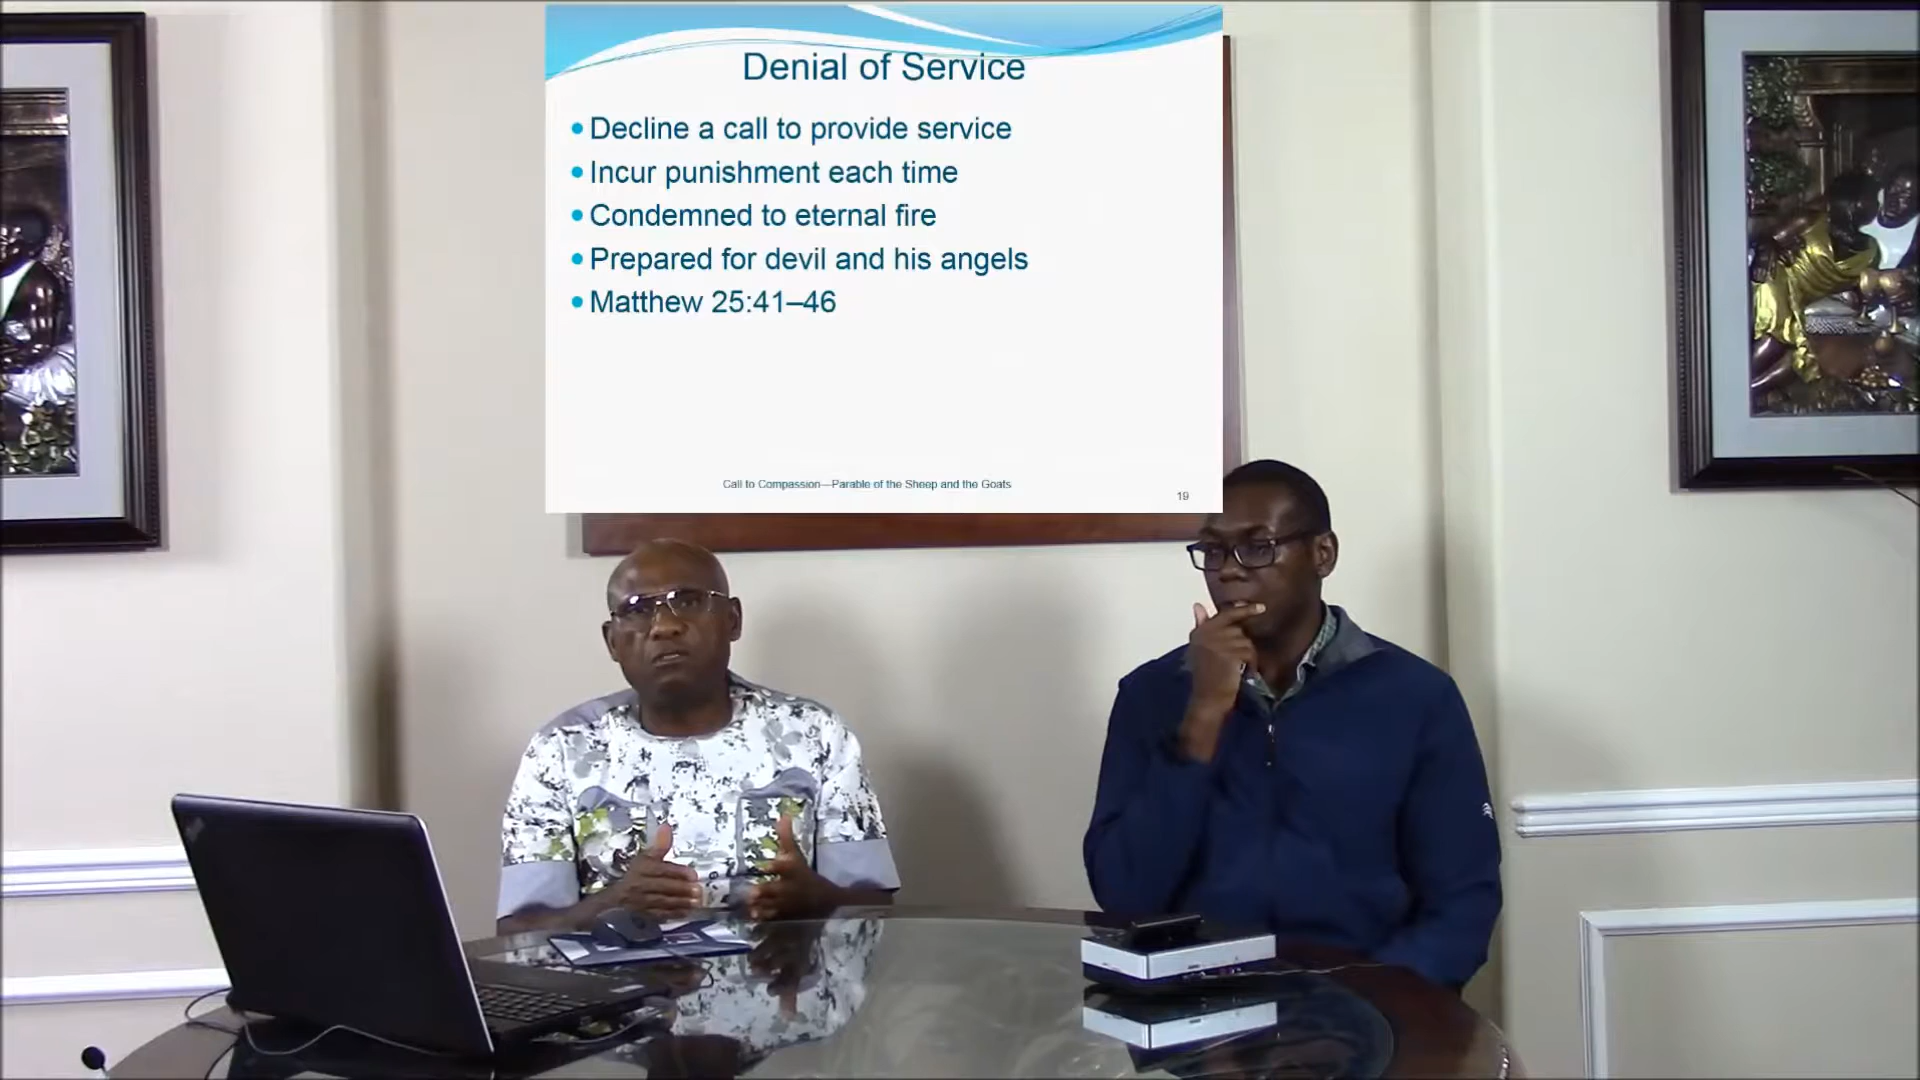 Denial of Service
Decline a call to provide service
Incur punishment each time
Condemned to eternal fire
Prepared for devil and his angels
Matthew 25:41–46
Call to Compassion—Parable of the Sheep and the Goats
19